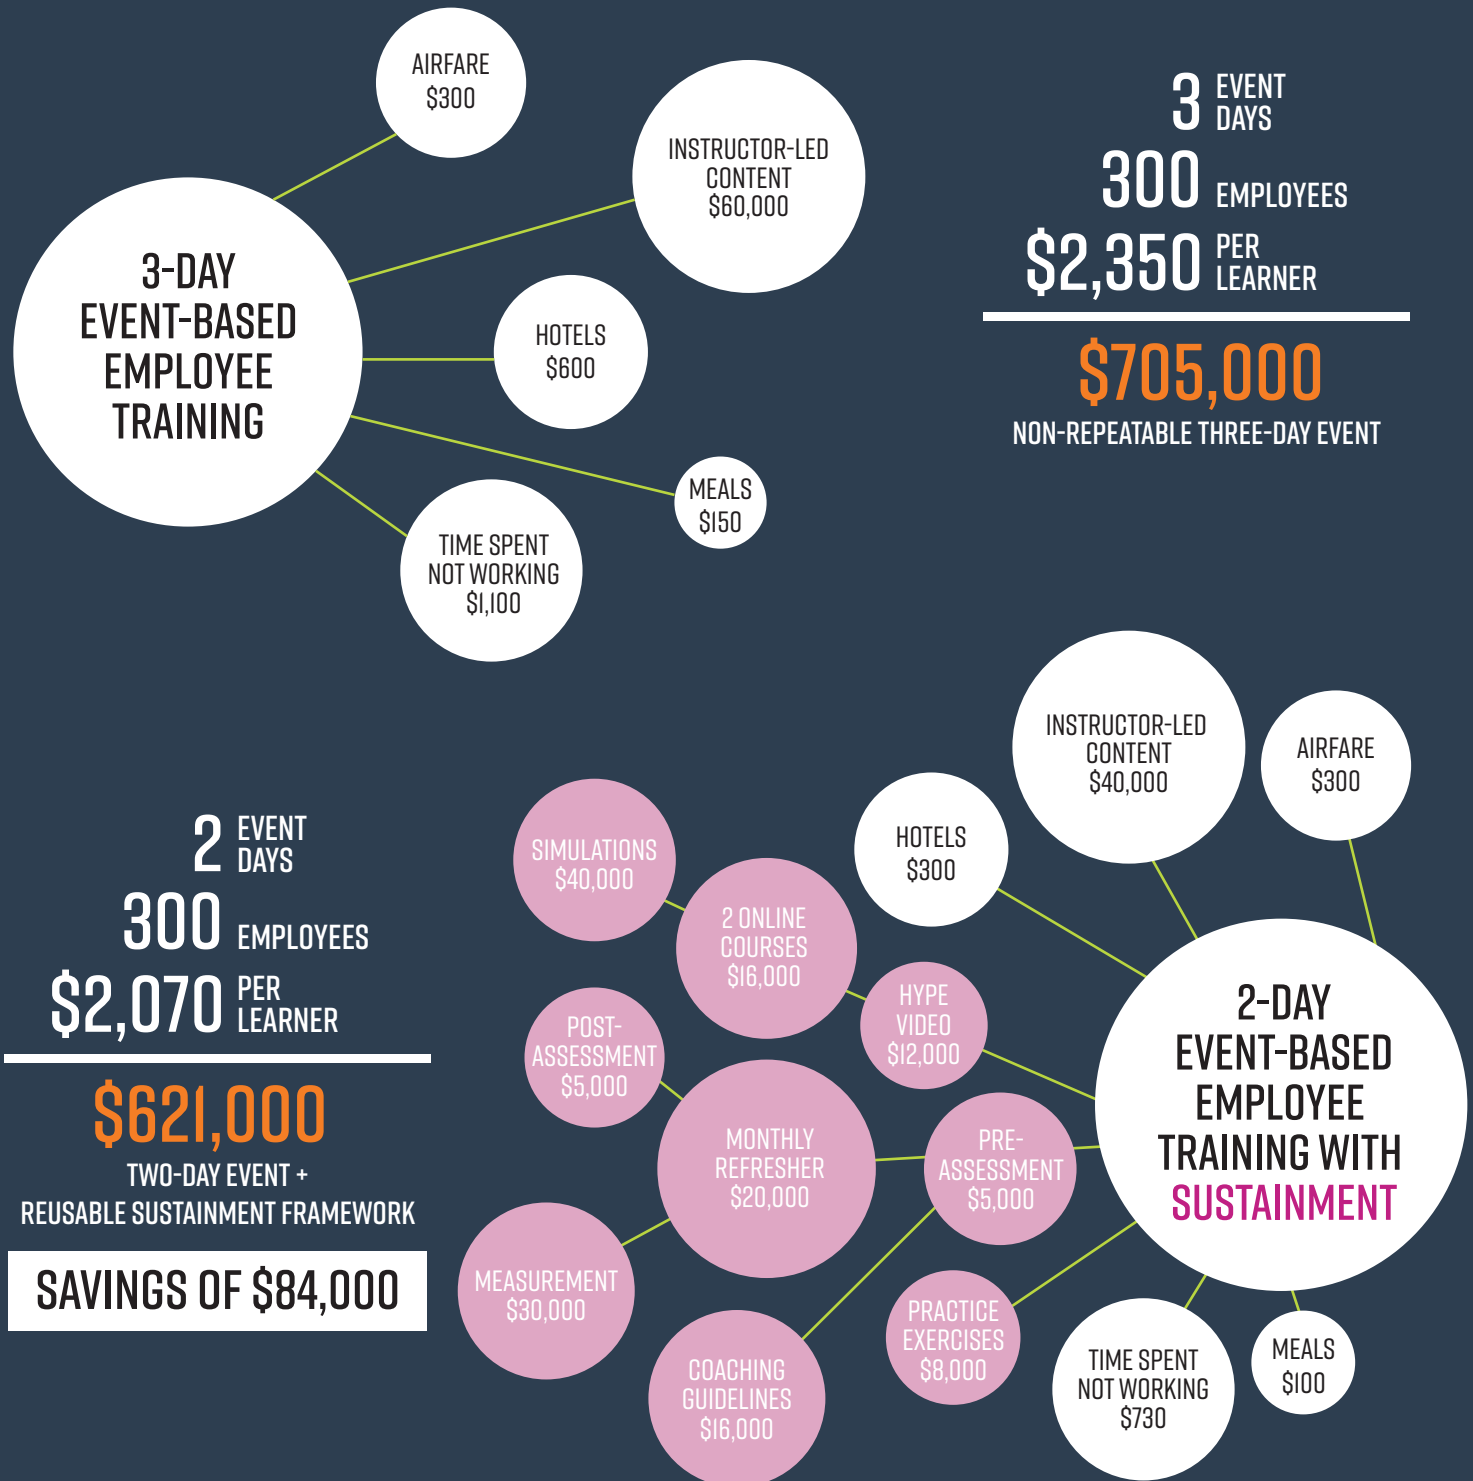 AIRFARE
$300
INSTRUCTOR-LED
CONTENT
$60,000
3-DAY
EVENT-BASED
EMPLOYEE
TRAINING
HOTELS
$600
MEALS
$150
TIME SPENT
NOT WORKING
$1,100
3 EVENT
DAYS
300 EMPLOYEES
$2,350 PER
LEARNER
$705,000
NON-REPEATABLE THREE-DAY EVENT
2 EVENT
DAYS
300 EMPLOYEES
$2,070 PER
LEARNER
$621,000
TWO-DAY EVENT +
REUSABLE SUSTAINMENT FRAMEWORK
SAVINGS OF $84,000
INSTRUCTOR-LED
CONTENT
$40,000
AIRFARE
$300
HOTELS
$300
SIMULATIONS
$40,000
2 ONLINE
COURSES
$16,000
HYPE
VIDEO
$12,000
POST-
ASSESSMENT
$5,000
MONTHLY
REFRESHER
$20,000
PRE-
ASSESSMENT
$5,000
2-DAY
EVENT-BASED
EMPLOYEE
TRAINING WITH
SUSTAINMENT
MEASUREMENT
$30,000
COACHING
GUIDELINES
$16,000
PRACTICE
EXERCISES
$8,000
TIME SPENT
NOT WORKING
$730
MEALS
$100